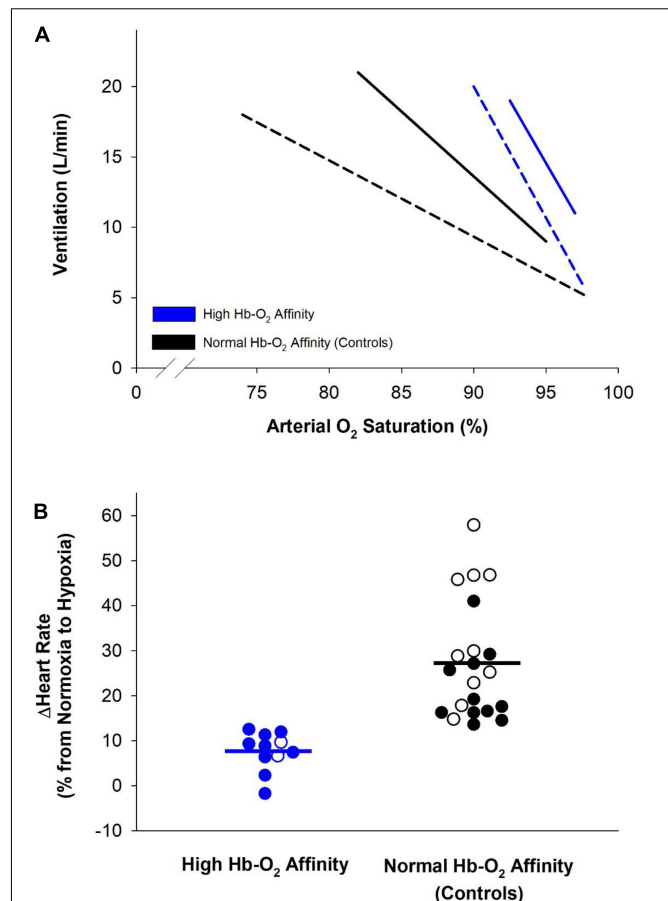 A
Ventilation (L/min)
20
15
10
5
0
High Hb-O₂ Affinity
Normal Hb-O₂ Affinity (Controls)
0 75 80 85 90 95 100
Arterial O₂ Saturation (%)
B
ΔHeart Rate
(% from Normoxia to Hypoxia)
60
50
40
30
20
10
0
-10
High Hb-O₂ Affinity
Normal Hb-O₂ Affinity
(Controls)